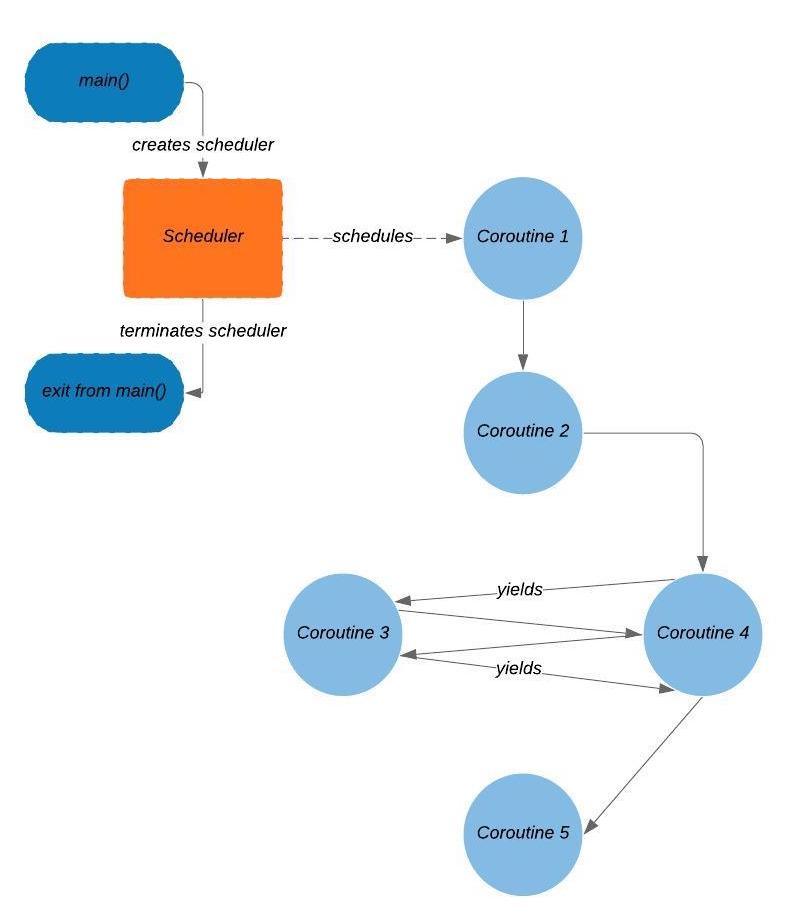 main()
creates scheduler
Scheduler
schedules
Coroutine 1
terminates scheduler
exit from main()
Coroutine 2
yields
Coroutine 3
Coroutine 4
yields
Coroutine 5